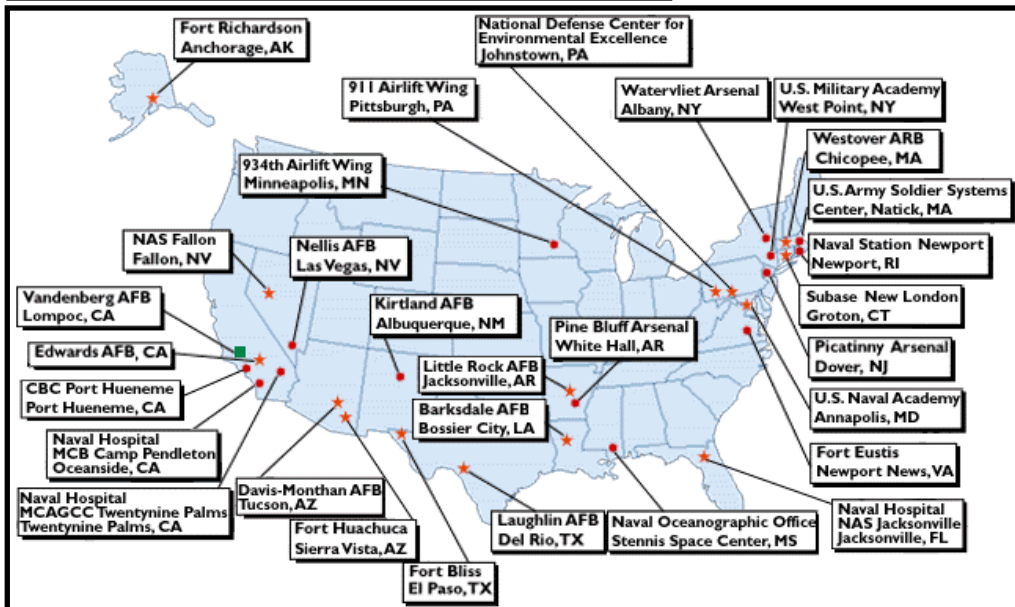 Fort Richardson
Anchorage, AK
National Defense Center for
Environmental Excellence
Johnstown, PA
911 Airlift Wing
Pittsburgh, PA
Watervliet Arsenal
Albany, NY
U.S. Military Academy
West Point, NY
Westover ARB
Chicopee, MA
934th Airlift Wing
Minneapolis, MN
U.S. Army Soldier Systems
Center, Natick, MA
NAS Fallon
Fallon, NV
Nellis AFB
Las Vegas, NV
Naval Station Newport
Newport, RI
Vandenberg AFB
Lompoc, CA
Kirtland AFB
Albuquerque, NM
Subase New London
Groton, CT
Pine Bluff Arsenal
White Hall, AR
Edwards AFB, CA
Little Rock AFB
Jacksonville, AR
Picatinny Arsenal
Dover, NJ
CBC Port Hueneme
Port Hueneme, CA
Barksdale AFB
Bossier City, LA
U.S. Naval Academy
Annapolis, MD
Naval Hospital
MCB Camp Pendleton
Oceanside, CA
Fort Eustis
Newport News, VA
Naval Hospital
MCAGCC Twentynine Palms
Twentynine Palms, CA
Davis-Monthan AFB
Tucson, AZ
Fort Huachuca
Sierra Vista, AZ
Fort Bliss
El Paso, TX
Laughlin AFB
Del Rio, TX
Naval Oceanographic Office
Stennis Space Center, MS
Naval Hospital
NAS Jacksonville
Jacksonville, FL